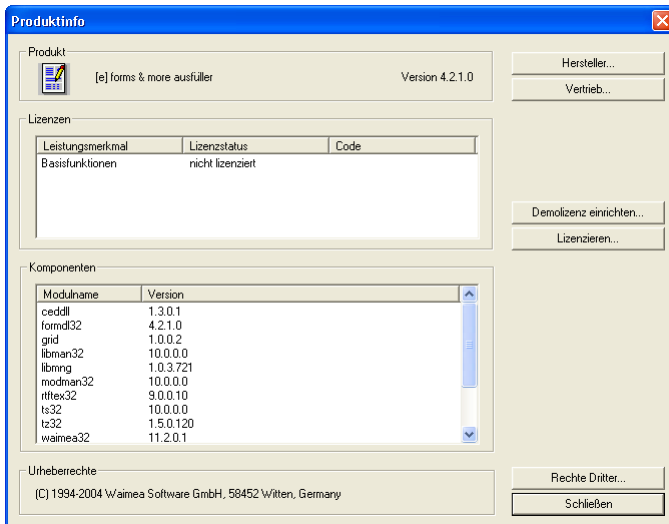 Produktinfo
Produkt
[e] forms & more ausfüller Version 4.2.1.0
Hersteller...
Vertrieb...
Lizenzen
Leistungsmerkmal Lizenzstatus Code
Basisfunktionen nicht lizenziert
Demolizenz einrichten...
Lizenzieren...
Komponenten
Modulname Version
ceddll 1.3.0.1
formdl32 4.2.1.0
grid 1.0.0.2
libman32 10.0.0.0
libmng 1.0.3.721
modman32 10.0.0.0
rtftex32 9.0.0.10
ts32 10.0.0.0
tz32 1.5.0.120
waimea32 11.2.0.1
Urheberrechte
(C) 1994-2004 Waimea Software GmbH, 58452 Witten, Germany
Rechte Dritter...
Schließen